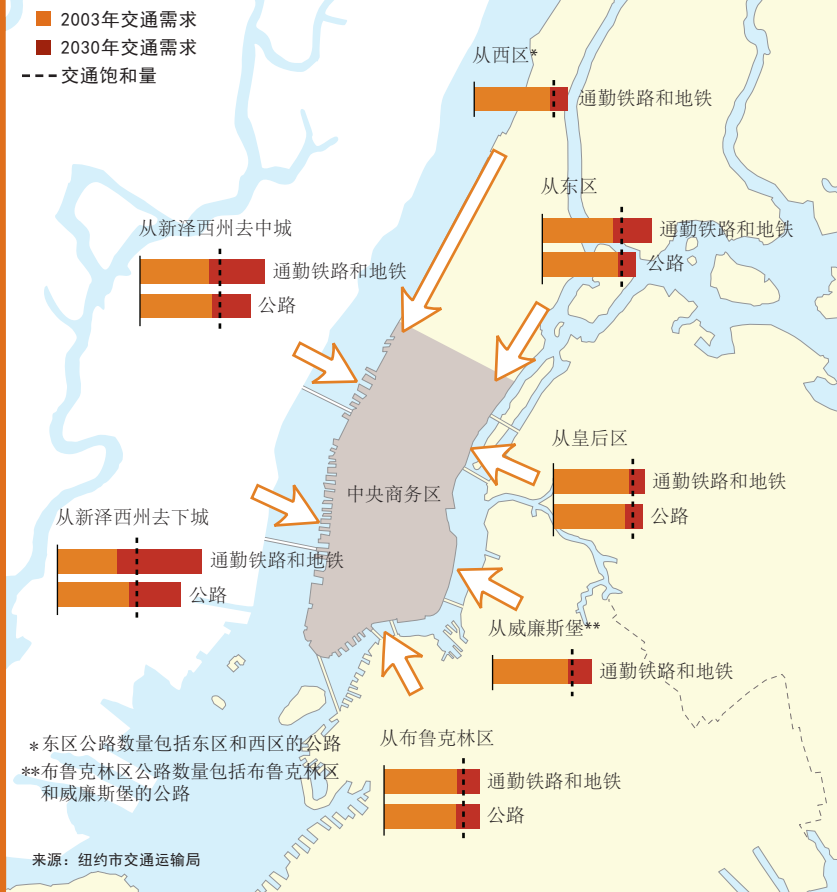 2003年交通需求
2030年交通需求
交通饱和量
从西区*
通勤铁路和地铁
从东区
通勤铁路和地铁
公路
从新泽西州去中城
通勤铁路和地铁
公路
从皇后区
通勤铁路和地铁
公路
中央商务区
从新泽西州去下城
通勤铁路和地铁
公路
从威廉斯堡**
通勤铁路和地铁
从布鲁克林区
通勤铁路和地铁
公路
*东区公路数量包括东区和西区的公路
**布鲁克林区公路数量包括布鲁克林区
和威廉斯堡的公路
来源：纽约市交通运输局